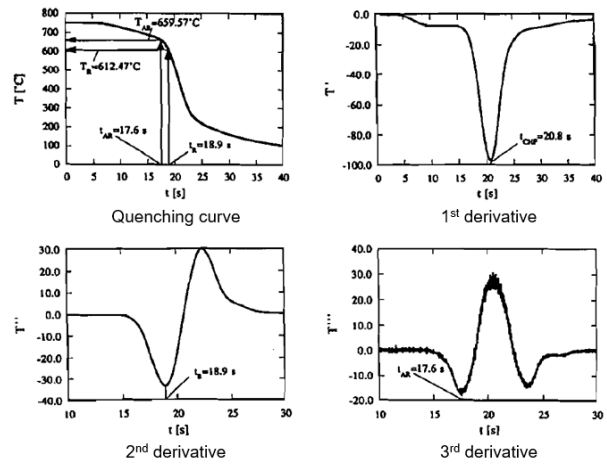 800
700
600
500
400
300
200
100
0
T [°C]
T_AR=659.57°C
T_R=612.47°C
t_AR=17.6 s
t_R=18.9 s
0 5 10 15 20 25 30 35 40
t [s]
Quenching curve
0.0
-20.0
-40.0
-60.0
-80.0
-100.0
T'
t_CHF=20.8 s
0 10 20 30 40
t [s]
1st derivative
30.0
20.0
10.0
0.0
-10.0
-20.0
-30.0
-40.0
T''
t_R=18.9 s
10 15 20 25 30
t [s]
2nd derivative
40.0
30.0
20.0
10.0
0.0
-10.0
-20.0
T'''
t_AR=17.6 s
10 15 20 25 30
t [s]
3rd derivative